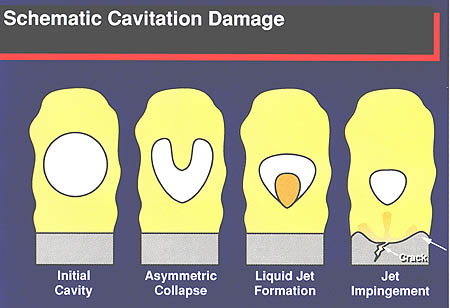 Schematic Cavitation Damage
Crack
Initial
Cavity
Asymmetric
Collapse
Liquid Jet
Formation
Jet
Impingement